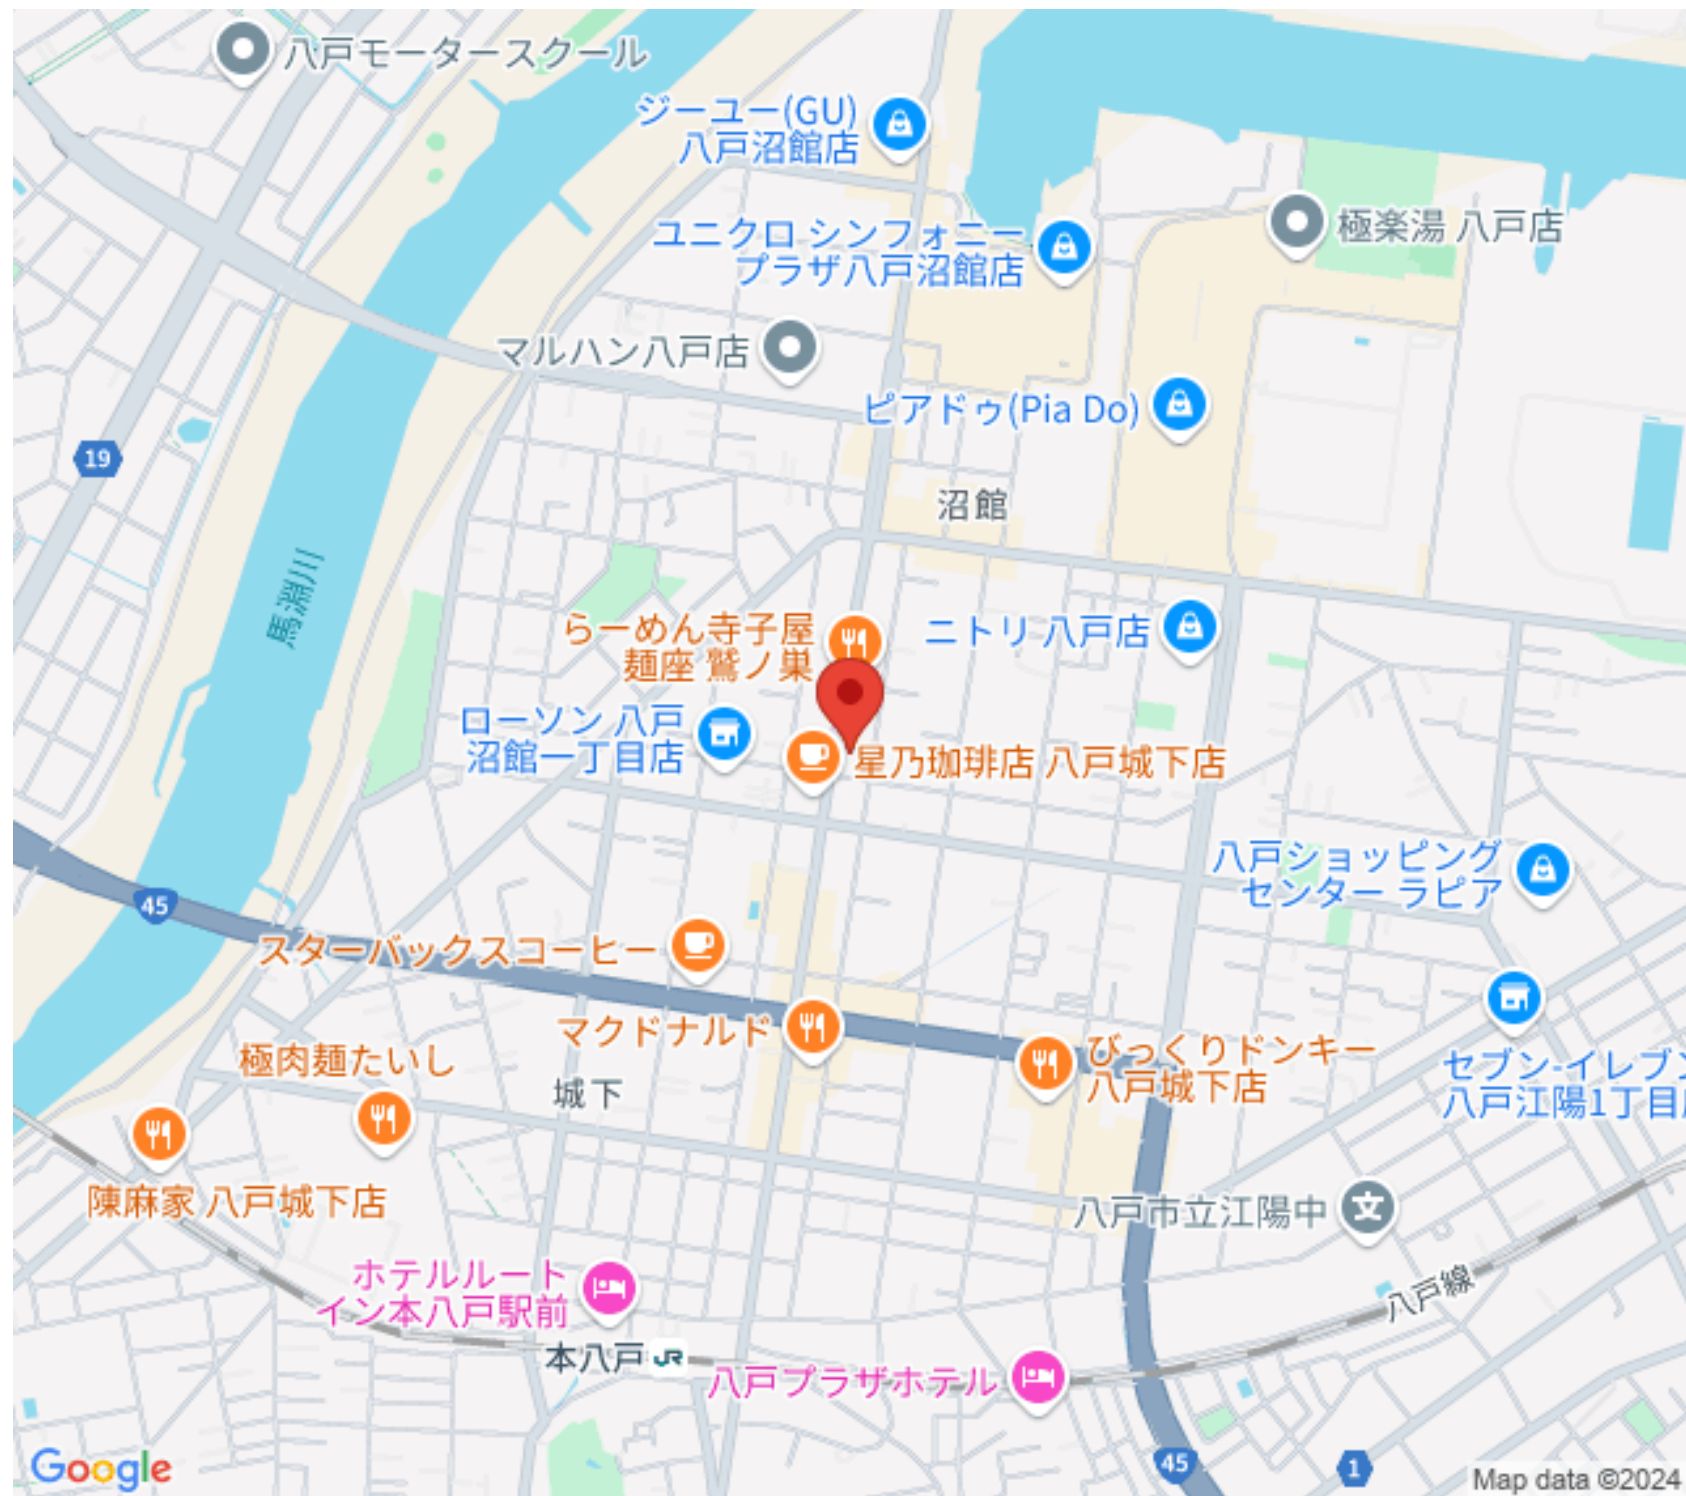 八戸モータースクール
ジーユー(GU)
八戸沼館店
ユニクロ シンフォニー
プラザ八戸沼館店
極楽湯 八戸店
マルハン八戸店
ピアドゥ(Pia Do)
19
沼館
馬淵川
らーめん寺子屋
麺座 鷲ノ巣
ニトリ 八戸店
ローソン 八戸
沼館一丁目店
星乃珈琲店 八戸城下店
八戸ショッピング
センター ラピア
45
スターバックスコーヒー
マクドナルド
びっくりドンキー
八戸城下店
セブン-イレブン
八戸江陽1丁目店
極肉麺たいし
城下
陳麻家 八戸城下店
八戸市立江陽中
文
ホテルルート
イン本八戸駅前
八戸線
本八戸 JR
八戸プラザホテル
45
1
Google
Map data ©2024